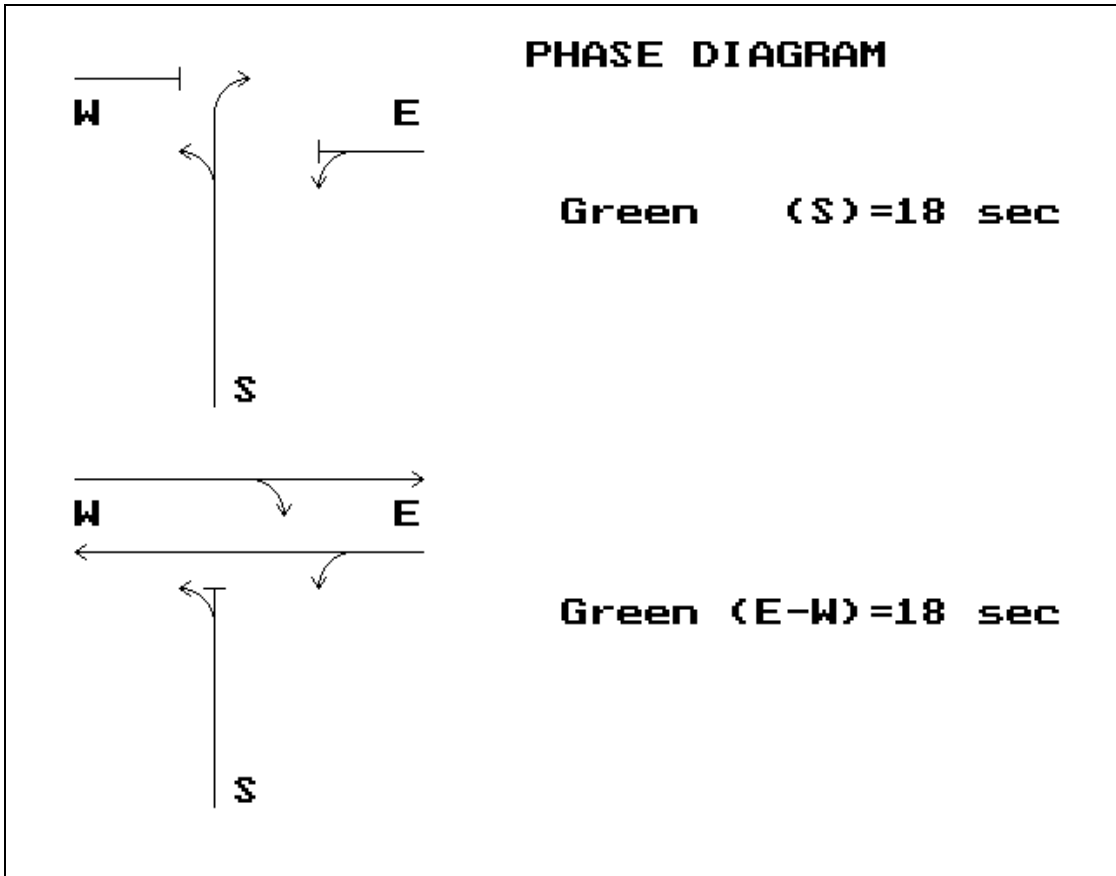 PHASE DIAGRAM
W E
Green (S)=18 sec
S
W E
Green (E-W)=18 sec
S